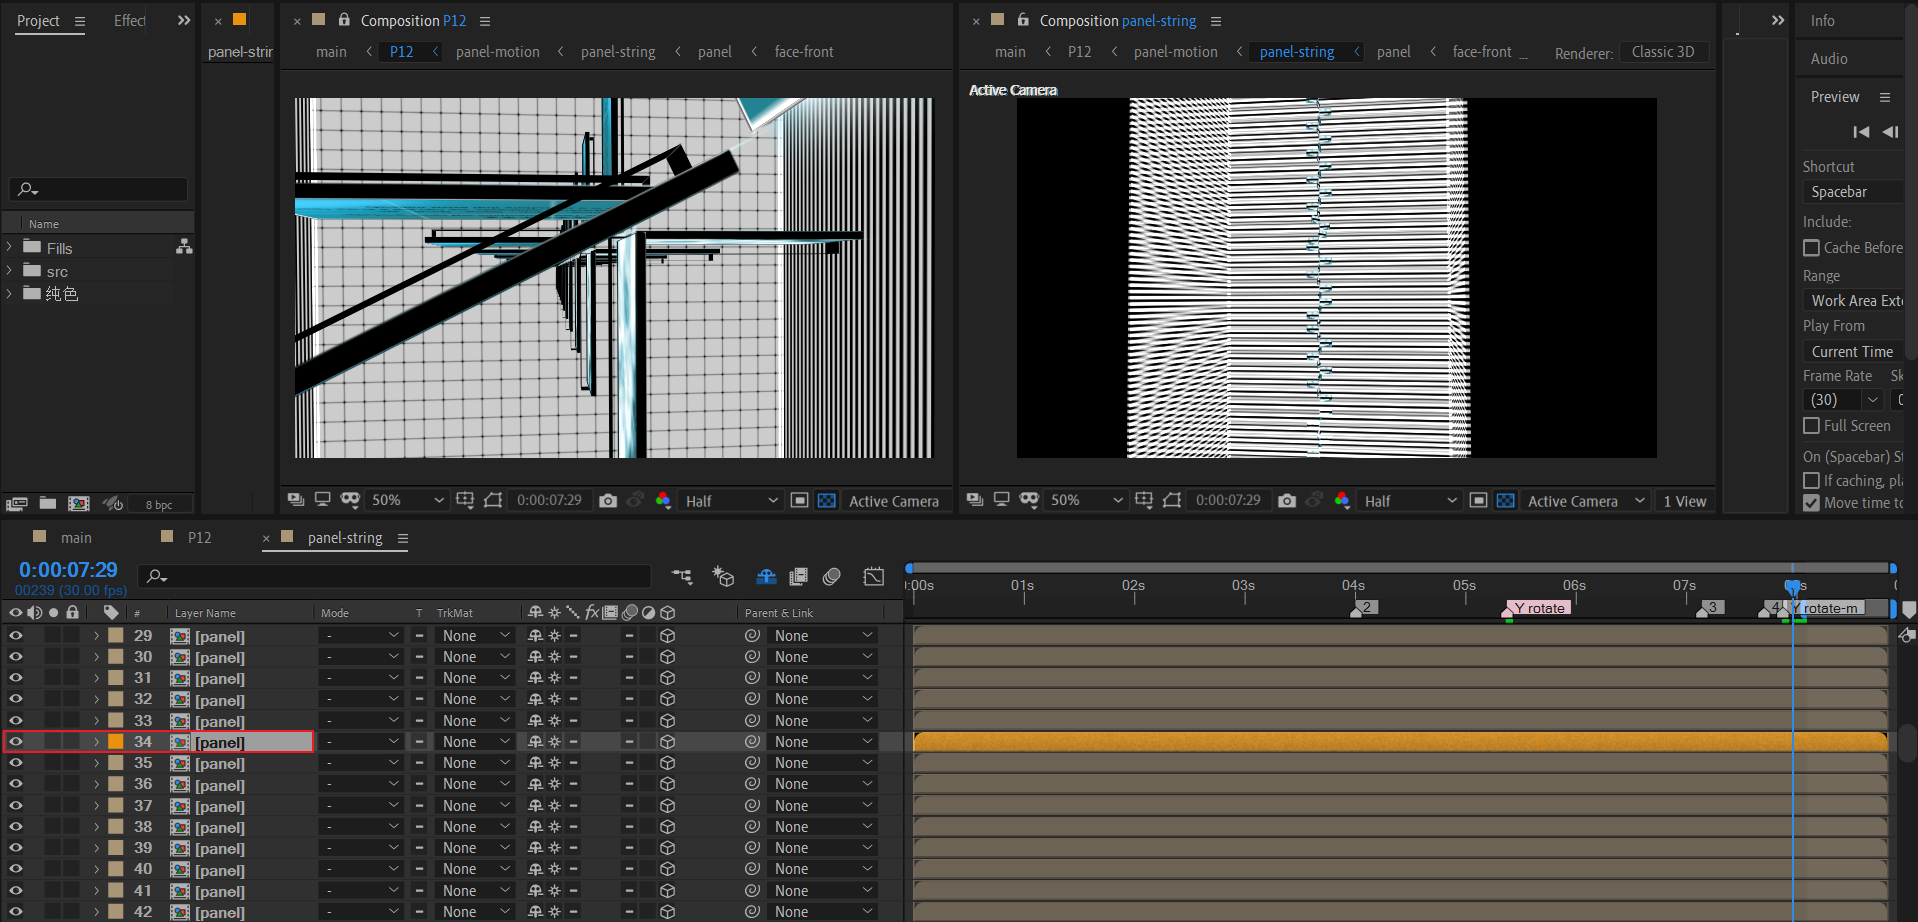 Project
Effect
panel-strin
Composition P12
main
P12
panel-motion
panel-string
panel
face-front
Composition panel-string
main
P12
panel-motion
panel-string
panel
face-front
...
Renderer:
Classic 3D
Active Camera
Info
Audio
Preview
Shortcut
Spacebar
Include:
Cache Before
Range
Work Area Exte
Play From
Current Time
Frame Rate
Sk
(30)
Full Screen
On (Spacebar) St
If caching, pla
Move time to
Name
Fills
src
纯色
8 bpc
50%
0:00:07:29
Half
Active Camera
50%
0:00:07:29
Half
Active Camera
1 View
main
P12
panel-string
0:00:07:29
00239 (30.00 fps)
:00s
01s
02s
03s
04s
05s
06s
07s
2
Y rotate
3
4
Y rotate-m
#
Layer Name
Mode
T
TrkMat
Parent & Link
29 [panel] - None None
30 [panel] - None None
31 [panel] - None None
32 [panel] - None None
33 [panel] - None None
34 [panel] - None None
35 [panel] - None None
36 [panel] - None None
37 [panel] - None None
38 [panel] - None None
39 [panel] - None None
40 [panel] - None None
41 [panel] - None None
42 [panel] - None None